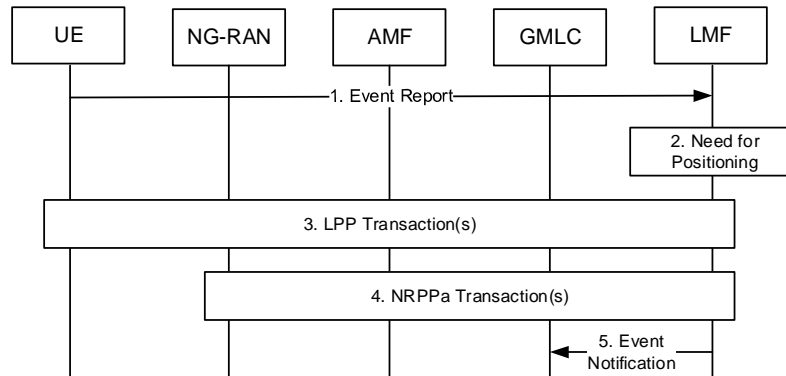 UE
NG-RAN
AMF
GMLC
LMF
1. Event Report
2. Need for
Positioning
3. LPP Transaction(s)
4. NRPPa Transaction(s)
5. Event
Notification